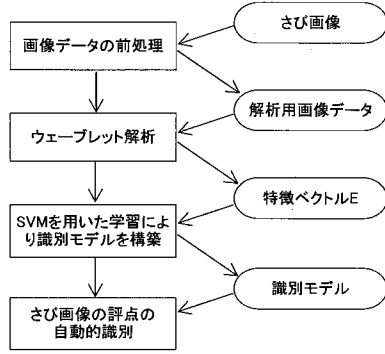 さび画像
画像データの前処理
解析用画像データ
ウェーブレット解析
特徴ベクトルE
SVMを用いた学習によ
り識別モデルを構築
識別モデル
さび画像の評点の
自動的識別